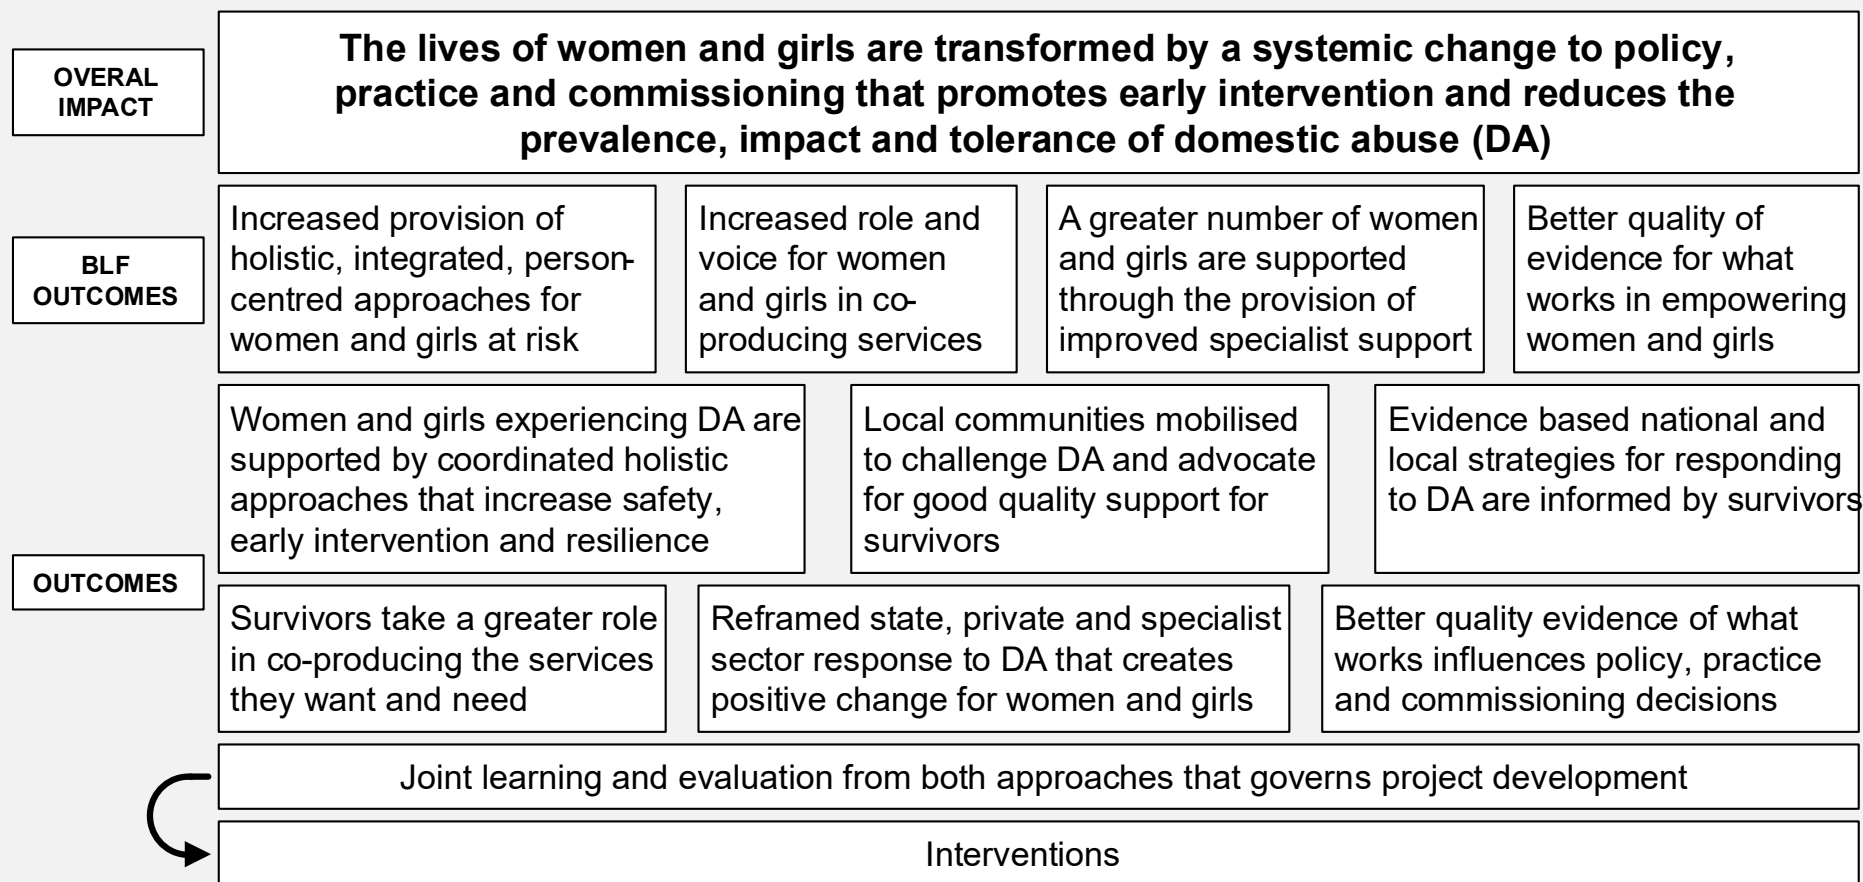 OVERAL
IMPACT
The lives of women and girls are transformed by a systemic change to policy,
practice and commissioning that promotes early intervention and reduces the
prevalence, impact and tolerance of domestic abuse (DA)
BLF
OUTCOMES
Increased provision of
holistic, integrated, person-
centred approaches for
women and girls at risk
Increased role and
voice for women
and girls in co-
producing services
A greater number of women
and girls are supported
through the provision of
improved specialist support
Better quality of
evidence for what
works in empowering
women and girls
OUTCOMES
Women and girls experiencing DA are
supported by coordinated holistic
approaches that increase safety,
early intervention and resilience
Local communities mobilised
to challenge DA and advocate
for good quality support for
survivors
Evidence based national and
local strategies for responding
to DA are informed by survivors
Survivors take a greater role
in co-producing the services
they want and need
Reframed state, private and specialist
sector response to DA that creates
positive change for women and girls
Better quality evidence of what
works influences policy, practice
and commissioning decisions
Joint learning and evaluation from both approaches that governs project development
Interventions